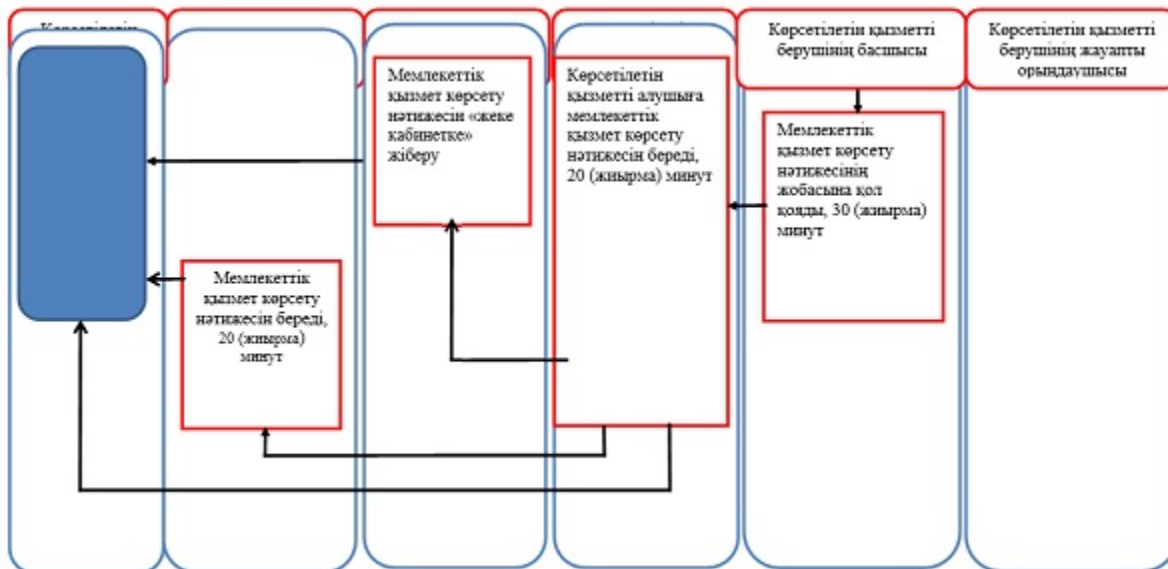 Көрсетілетін қызметті
берушінің басшысы
Көрсетілетін қызметті
берушінің жауапты
орындаушысы
Мемлекеттік
қызмет көрсету
нәтижесін «жеке
кабинетке»
жіберу
Көрсетілетін
қызметті алушыға
мемлекеттік
қызмет көрсету
нәтижесін береді,
20 (жиырма) минут
Мемлекеттік
қызмет көрсету
нәтижесінің
жобасына қол
қояды, 30 (жиырма)
минут
Мемлекеттік
қызмет көрсету
нәтижесін береді,
20 (жиырма)
минут